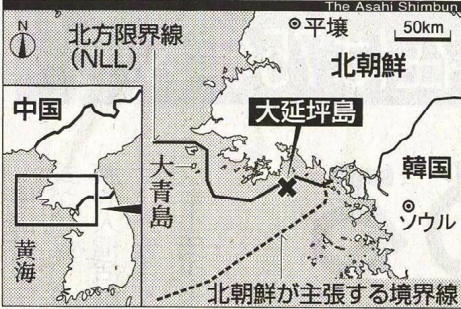 The Asahi Shimbun
N
北方限界線
(NLL)
平壌
50km
北朝鮮
中国
大延坪島
大青島
韓国
ソウル
黄海
北朝鮮が主張する境界線